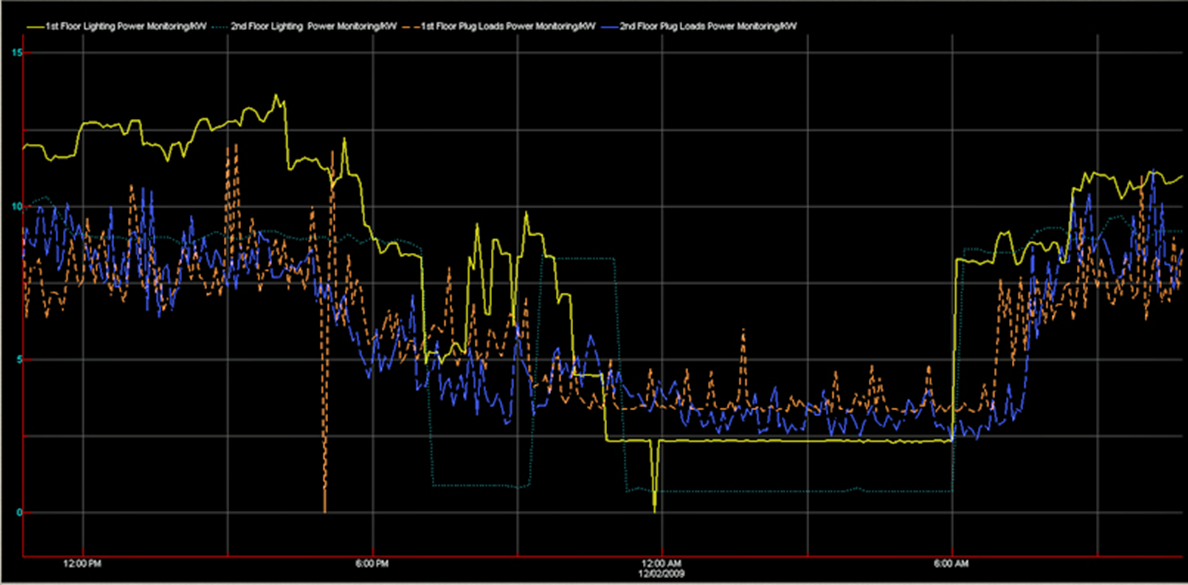 1st Floor Lighting Power Monitoring/KW 2nd Floor Lighting Power Monitoring/KW 1st Floor Plug Loads Power Monitoring/KW 2nd Floor Plug Loads Power Monitoring/KW
15
10
5
0
12:00 PM 6:00 PM 12:00 AM 6:00 AM
12/02/2009